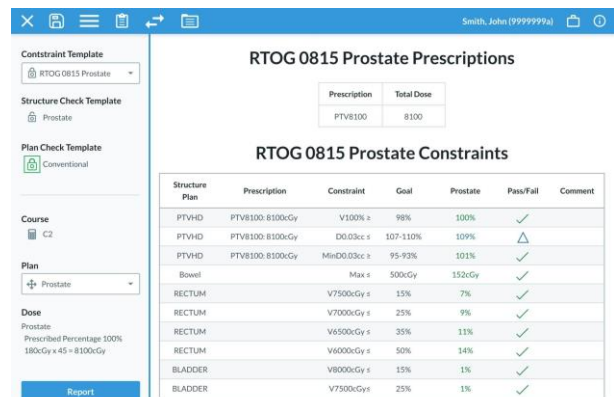 Smith, John (9999999a)
Contstraint Template
RTOG 0815 Prostate
Structure Check Template
Prostate
Plan Check Template
Conventional
Course
C2
Plan
Prostate
Dose
Prostate
Prescribed Percentage 100%
180cGy x 45 = 8100cGy
Report
RTOG 0815 Prostate Prescriptions
Prescription Total Dose
PTV8100 8100
RTOG 0815 Prostate Constraints
Structure Plan Prescription Constraint Goal Prostate Pass/Fail Comment
PTVHD PTV8100: 8100cGy V100% ≥ 98% 100%
PTVHD PTV8100: 8100cGy D0.03cc ≤ 107-110% 109%
PTVHD PTV8100: 8100cGy MinD0.03cc ≥ 95-93% 101%
Bowel Max ≤ 500cGy 152cGy
RECTUM V7500cGy ≤ 15% 7%
RECTUM V7000cGy ≤ 25% 9%
RECTUM V6500cGy ≤ 35% 11%
RECTUM V6000cGy ≤ 50% 14%
BLADDER V8000cGy ≤ 15% 1%
BLADDER V7500cGy≤ 25% 1%